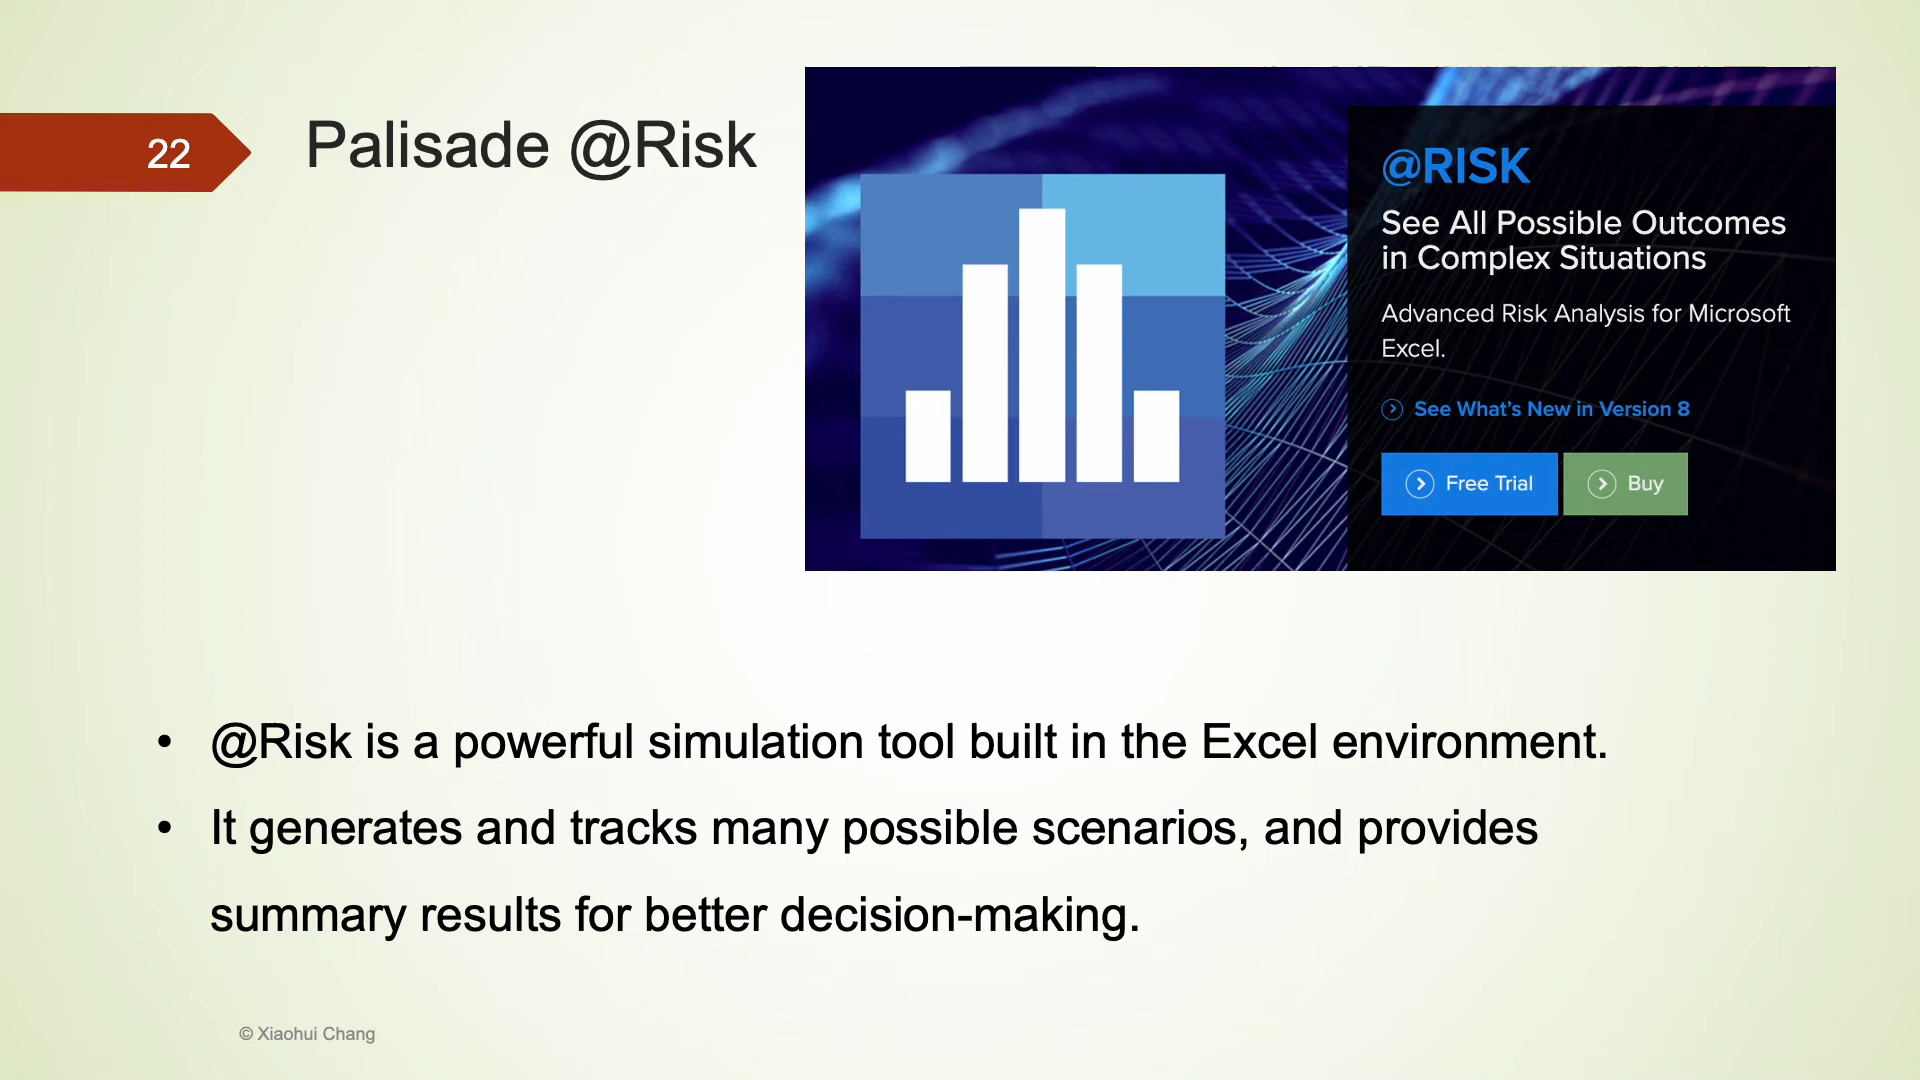 22
Palisade @Risk
@RISK
See All Possible Outcomes
in Complex Situations
Advanced Risk Analysis for Microsoft
Excel.
See What's New in Version 8
Free Trial
Buy
• @Risk is a powerful simulation tool built in the Excel environment.
• It generates and tracks many possible scenarios, and provides
summary results for better decision-making.
© Xiaohui Chang